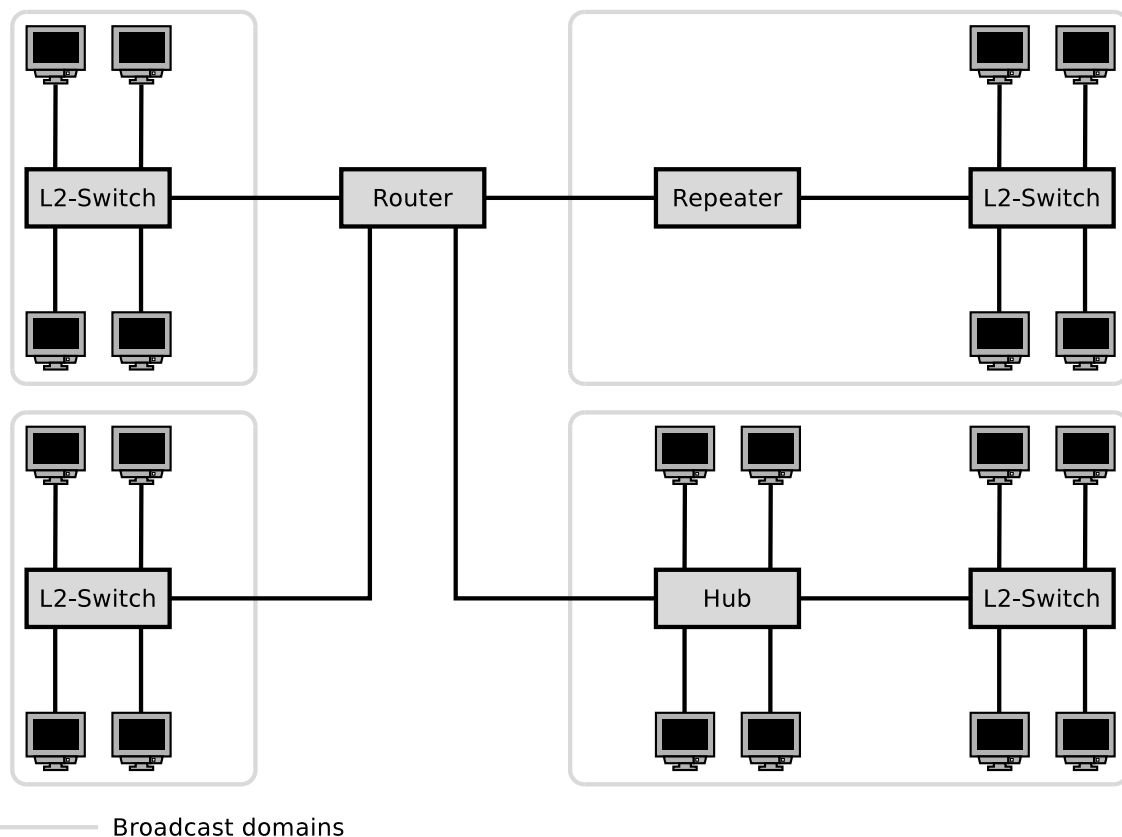 L2-Switch
Router
Repeater
L2-Switch
L2-Switch
Hub
L2-Switch
Broadcast domains